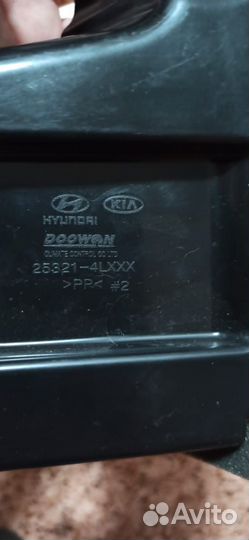 HYUNDAI KIA
DOOWON
CLIMATE CONTROL CO LTD
25321-4LXXX
>PP< #2
Avito